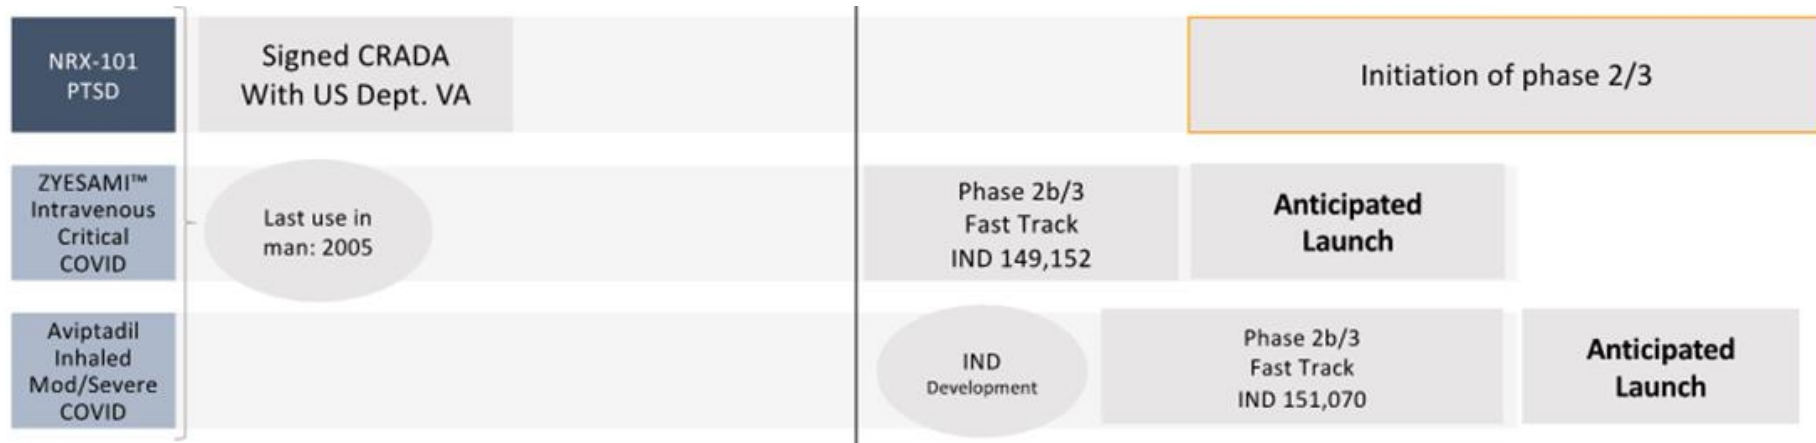 NRX-101
PTSD
Signed CRADA
With US Dept. VA
Initiation of phase 2/3
ZYESAMI™
Intravenous
Critical
COVID
Last use in
man: 2005
Phase 2b/3
Fast Track
IND 149,152
Anticipated
Launch
Aviptadil
Inhaled
Mod/Severe
COVID
IND
Development
Phase 2b/3
Fast Track
IND 151,070
Anticipated
Launch